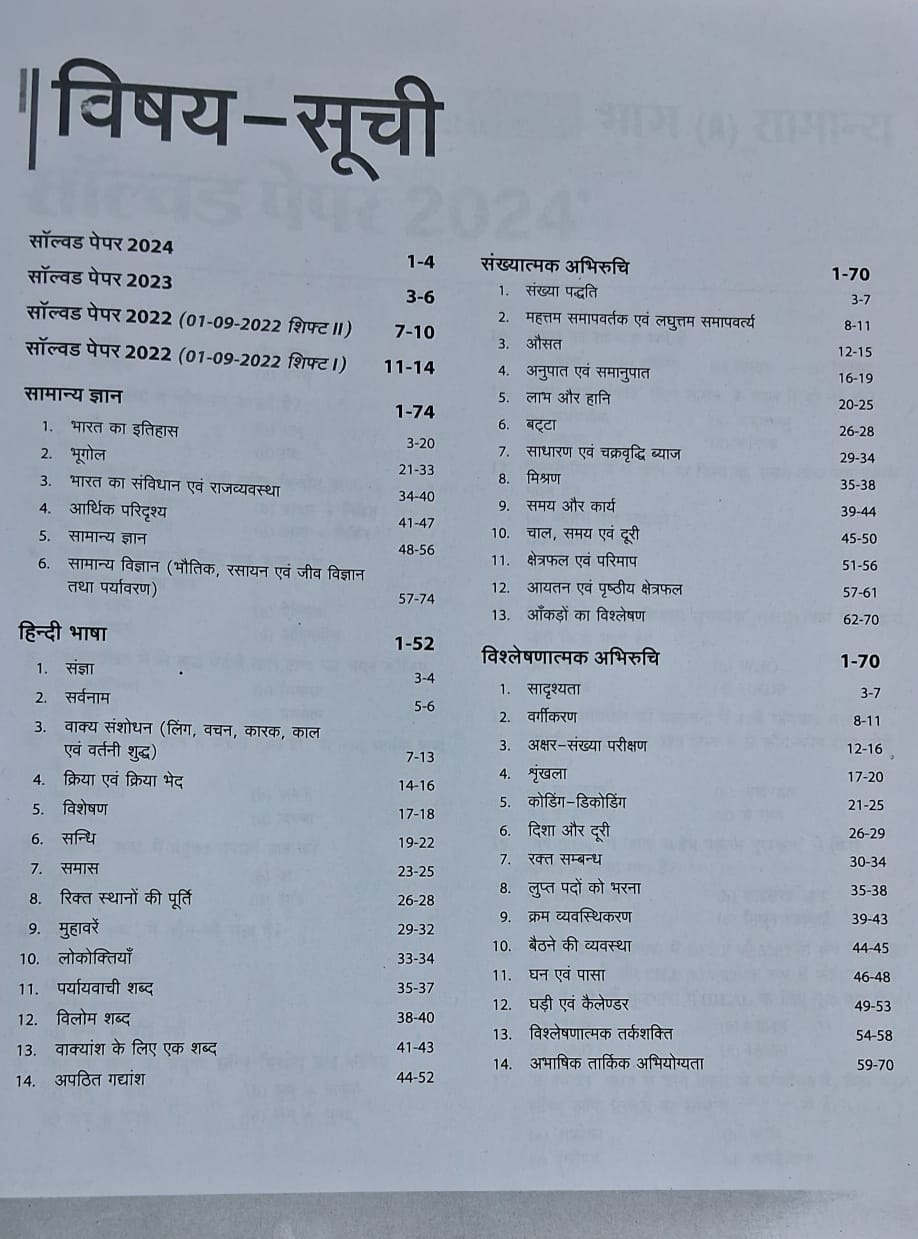 विषय–सूची
सॉल्वड पेपर 2024 1-4
सॉल्वड पेपर 2023 3-6
सॉल्वड पेपर 2022 (01-09-2022 शिफ्ट II) 7-10
सॉल्वड पेपर 2022 (01-09-2022 शिफ्ट I) 11-14
सामान्य ज्ञान 1-74
1. भारत का इतिहास 3-20
2. भूगोल 21-33
3. भारत का संविधान एवं राजव्यवस्था 34-40
4. आर्थिक परिदृश्य 41-47
5. सामान्य ज्ञान 48-56
6. सामान्य विज्ञान (भौतिक, रसायन एवं जीव विज्ञान
तथा पर्यावरण) 57-74
हिन्दी भाषा 1-52
1. संज्ञा 3-4
2. सर्वनाम 5-6
3. वाक्य संशोधन (लिंग, वचन, कारक, काल
एवं वर्तनी शुद्ध) 7-13
4. क्रिया एवं क्रिया भेद 14-16
5. विशेषण 17-18
6. सन्धि 19-22
7. समास 23-25
8. रिक्त स्थानों की पूर्ति 26-28
9. मुहावरें 29-32
10. लोकोक्तियाँ 33-34
11. पर्यायवाची शब्द 35-37
12. विलोम शब्द 38-40
13. वाक्यांश के लिए एक शब्द 41-43
14. अपठित गद्यांश 44-52
संख्यात्मक अभिरुचि 1-70
1. संख्या पद्धति 3-7
2. महत्तम समापवर्तक एवं लघुत्तम समापवर्त्य 8-11
3. औसत 12-15
4. अनुपात एवं समानुपात 16-19
5. लाभ और हानि 20-25
6. बट्टा 26-28
7. साधारण एवं चक्रवृद्धि ब्याज 29-34
8. मिश्रण 35-38
9. समय और कार्य 39-44
10. चाल, समय एवं दूरी 45-50
11. क्षेत्रफल एवं परिमाप 51-56
12. आयतन एवं पृष्ठीय क्षेत्रफल 57-61
13. आँकड़ों का विश्लेषण 62-70
विश्लेषणात्मक अभिरुचि 1-70
1. सादृश्यता 3-7
2. वर्गीकरण 8-11
3. अक्षर–संख्या परीक्षण 12-16
4. शृंखला 17-20
5. कोडिंग–डिकोडिंग 21-25
6. दिशा और दूरी 26-29
7. रक्त सम्बन्ध 30-34
8. लुप्त पदों को भरना 35-38
9. क्रम व्यवस्थिकरण 39-43
10. बैठने की व्यवस्था 44-45
11. घन एवं पासा 46-48
12. घड़ी एवं कैलेण्डर 49-53
13. विश्लेषणात्मक तर्कशक्ति 54-58
14. अभाषिक तार्किक अभियोग्यता 59-70